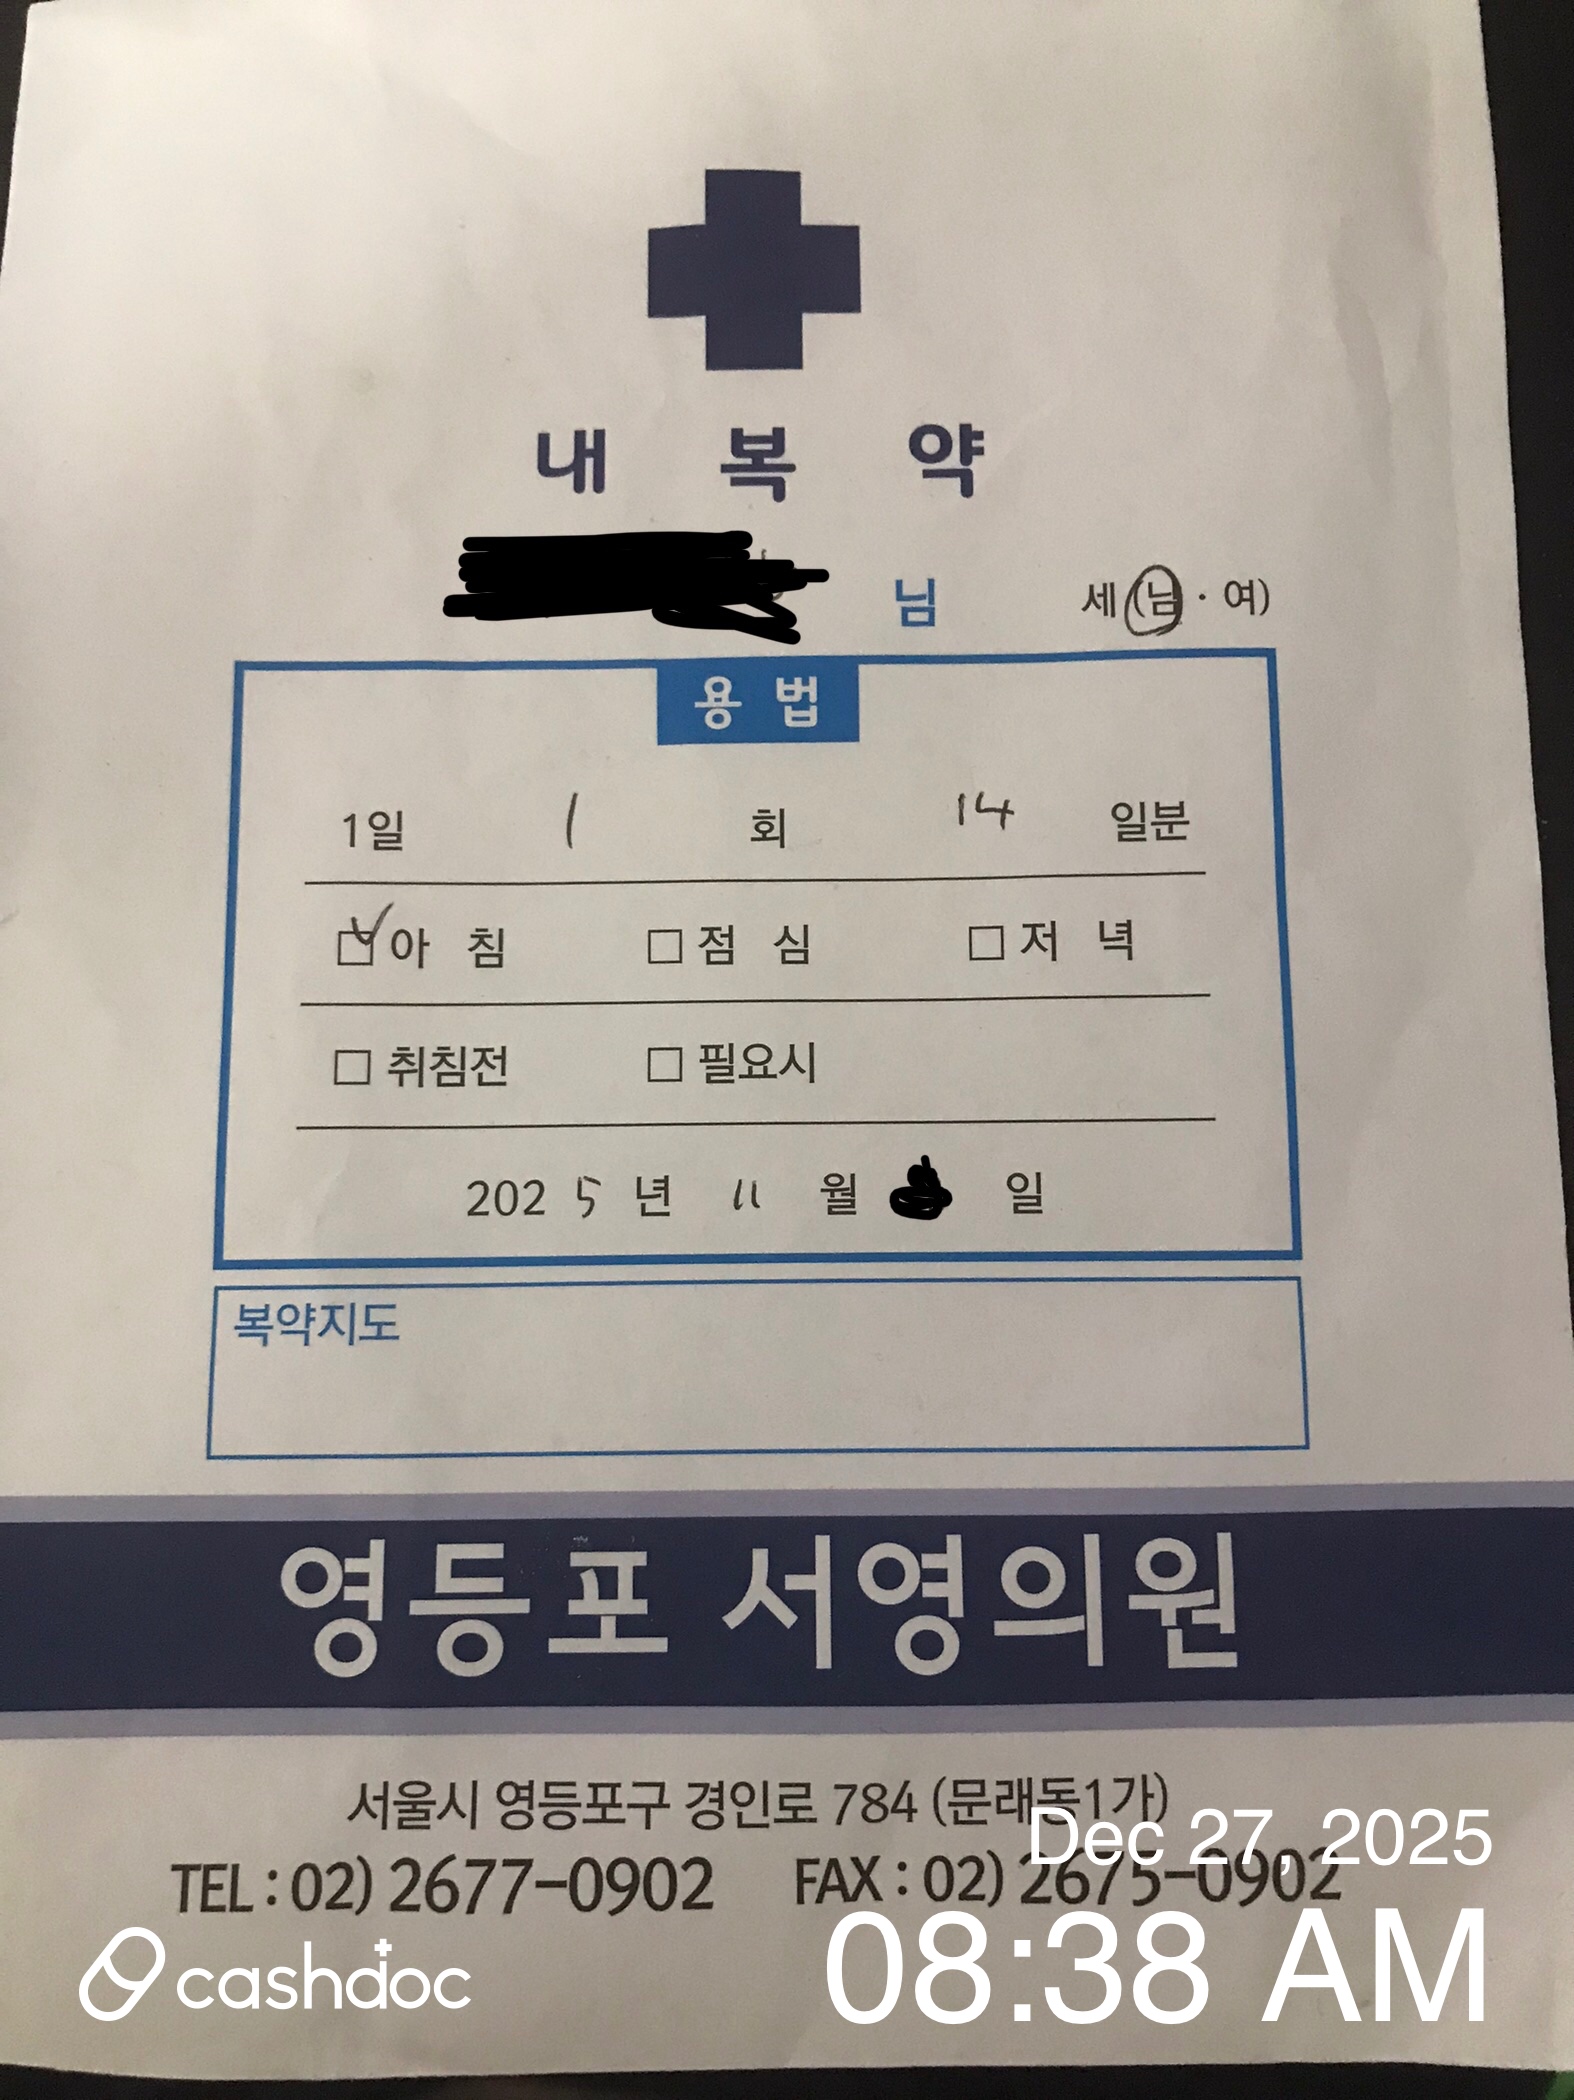 내 복 약
님 세 (남 · 여)
용 법
1일 1 회 14 일분
아 침 점 심 저 녁
취침전 필요시
2025 년 11 월 일
복약지도
영등포 서영의원
서울시 영등포구 경인로 784 (문래동1가)
Dec 27, 2025
TEL : 02) 2677-0902 FAX : 02) 2675-0902
cashdoc
08:38 AM